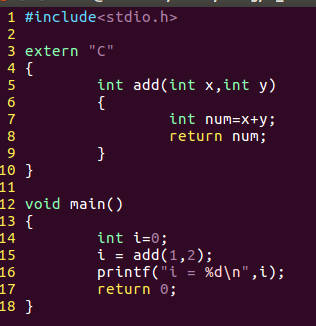 1 #include<stdio.h>
2
3 extern "C"
4 {
5         int add(int x,int y)
6         {
7                 int num=x+y;
8                 return num;
9         }
10 }
11
12 void main()
13 {
14         int i=0;
15         i = add(1,2);
16         printf("i = %d\n",i);
17         return 0;
18 }